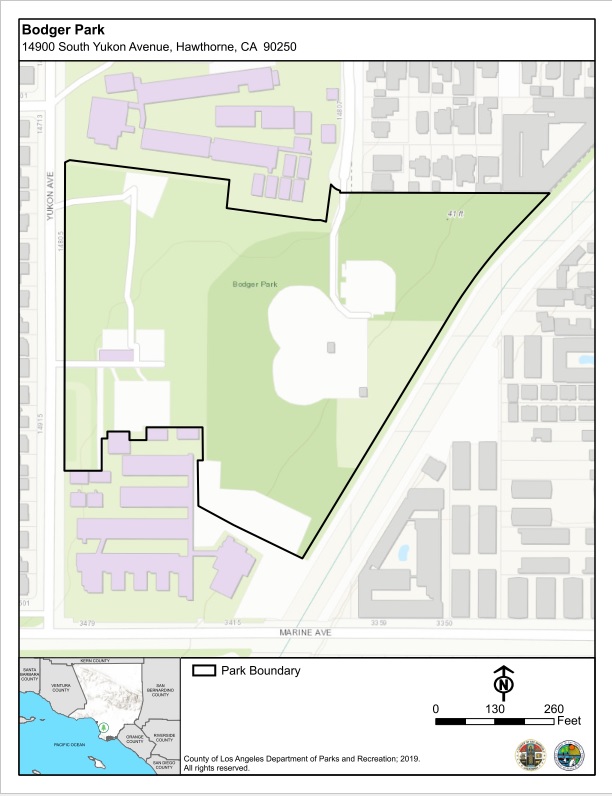 Bodger Park
14900 South Yukon Avenue, Hawthorne, CA  90250
14807
14713
YUKON AVE
14805
41 ft
Bodger Park
14915
3479
3415
3359
3350
MARINE AVE
KERN COUNTY
SANTA
BARBARA
COUNTY
VENTURA
COUNTY
SAN
BERNARDINO
COUNTY
ORANGE
COUNTY
RIVERSIDE
COUNTY
SAN DIEGO
COUNTY
PACIFIC OCEAN
Park Boundary
N
0 130 260
Feet
County of Los Angeles Department of Parks and Recreation; 2019.
All rights reserved.